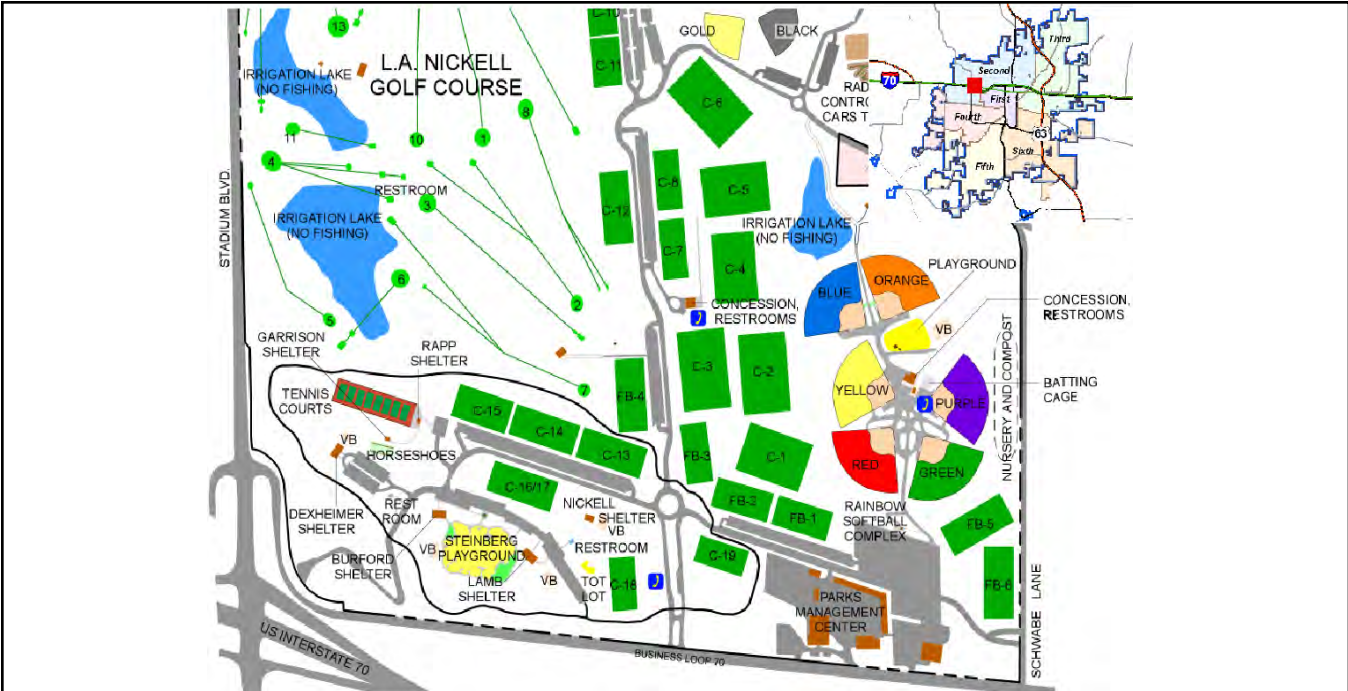 13
C-10
GOLD
BLACK
Third
L.A. NICKELL
GOLF COURSE
IRRIGATION LAKE
(NO FISHING)
C-11
C-6
RAD
CONTRO
CARS T
70
Second
First
Fourth
63
Sixth
Fifth
8
11
10
1
4
RESTROOM
3
C-12
C-8
C-5
IRRIGATION LAKE
(NO FISHING)
STADIUM BLVD.
IRRIGATION LAKE
(NO FISHING)
C-7
C-4
PLAYGROUND
BLUE
ORANGE
6
2
CONCESSION,
RESTROOMS
CONCESSION,
RESTROOMS
5
VB
GARRISON
SHELTER
RAPP
SHELTER
7
FB-4
C-3
C-2
YELLOW
PURPLE
BATTING
CAGE
NURSERY AND COMPOST
TENNIS
COURTS
C-15
C-14
C-13
VB
HORSESHOES
FB-3
C-1
RED
GREEN
C-16/17
DEXHEIMER
SHELTER
REST
ROOM
NICKELL
SHELTER
VB
FB-2
FB-1
RAINBOW
SOFTBALL
COMPLEX
FB-5
BURFORD
SHELTER
VB
STEINBERG
PLAYGROUND
RESTROOM
C-19
LAMB
SHELTER
VB
TOT
LOT
C-18
FB-6
PARKS
MANAGEMENT
CENTER
SCHWABE LANE
US INTERSTATE 70
BUSINESS LOOP 70